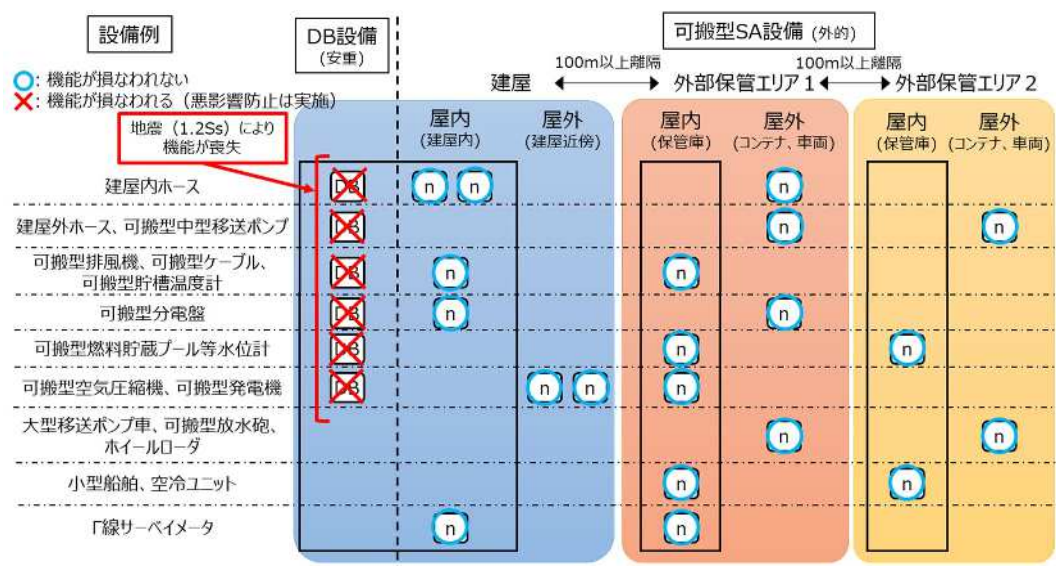 設備例
DB設備
(安重)
可搬型SA設備 (外的)
○: 機能が損なわれない
×: 機能が損なわれる（悪影響防止は実施）
地震（1.2Ss）により
機能が喪失
100m以上離隔
100m以上離隔
建屋
外部保管エリア1
外部保管エリア2
屋内
(建屋内)
屋外
(建屋近傍)
屋内
(保管庫)
屋外
(コンテナ、車両)
屋内
(保管庫)
屋外
(コンテナ、車両)
建屋内ホース DB n n n
建屋外ホース、可搬型中型移送ポンプ DB n n
可搬型排風機、可搬型ケーブル、
可搬型貯槽温度計 DB n n
可搬型分電盤 DB n n
可搬型燃料貯蔵プール等水位計 DB n n
可搬型空気圧縮機、可搬型発電機 DB n n n
大型移送ポンプ車、可搬型放水砲、
ホイールローダ n n
小型船舶、空冷ユニット n n
Γ線サーベイメータ n n